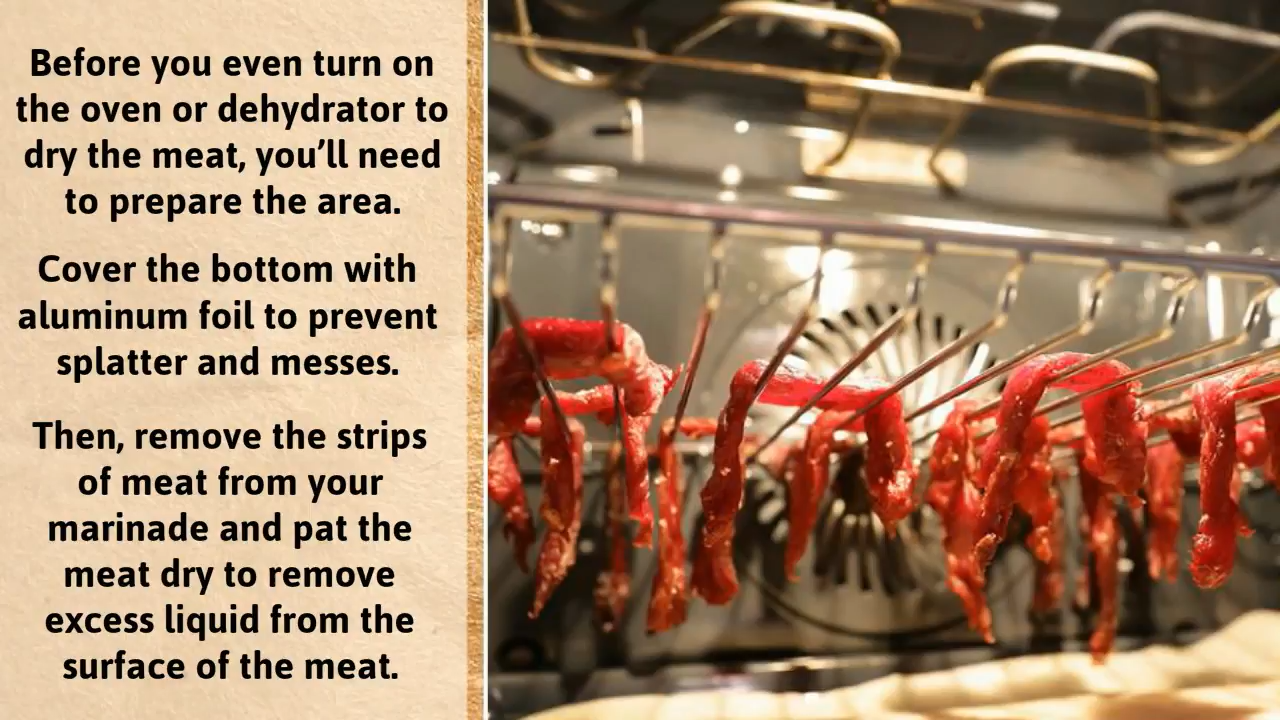 Before you even turn on
the oven or dehydrator to
dry the meat, you’ll need
to prepare the area.
Cover the bottom with
aluminum foil to prevent
splatter and messes.
Then, remove the strips
of meat from your
marinade and pat the
meat dry to remove
excess liquid from the
surface of the meat.